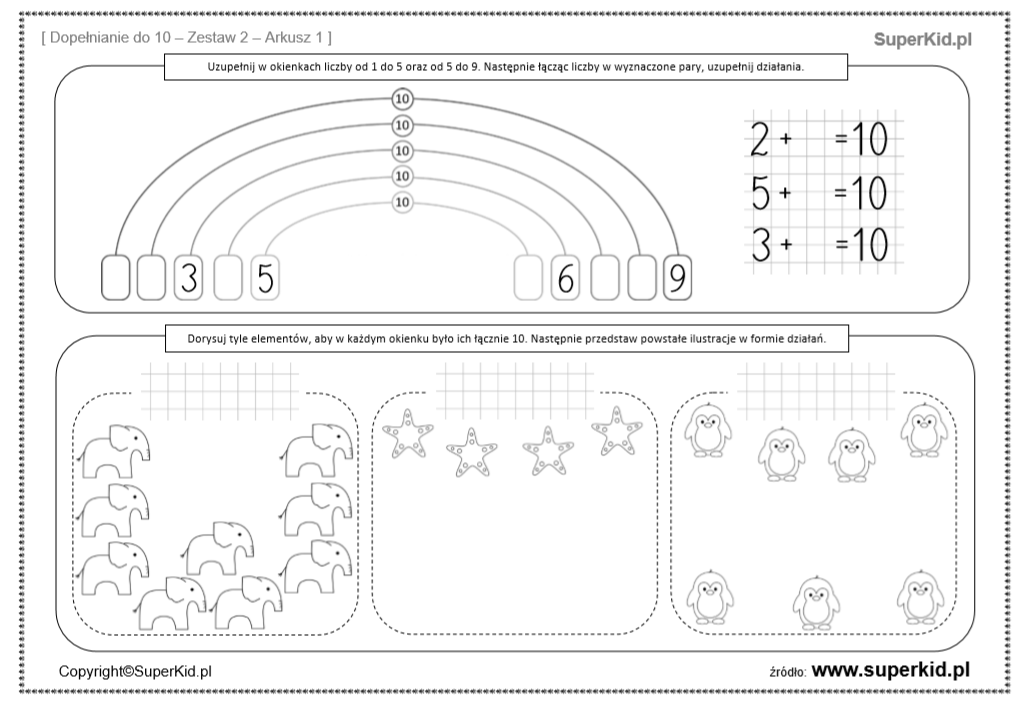 [ Dopełnianie do 10 – Zestaw 2 – Arkusz 1 ]
SuperKid.pl
Uzupełnij w okienkach liczby od 1 do 5 oraz od 5 do 9. Następnie łącząc liczby w wyznaczone pary, uzupełnij działania.
10
10
10
10
10
2 + =10
5 + =10
3 + =10
3 5 6 9
Dorysuj tyle elementów, aby w każdym okienku było ich łącznie 10. Następnie przedstaw powstałe ilustracje w formie działań.
Copyright©SuperKid.pl
źródło: www.superkid.pl